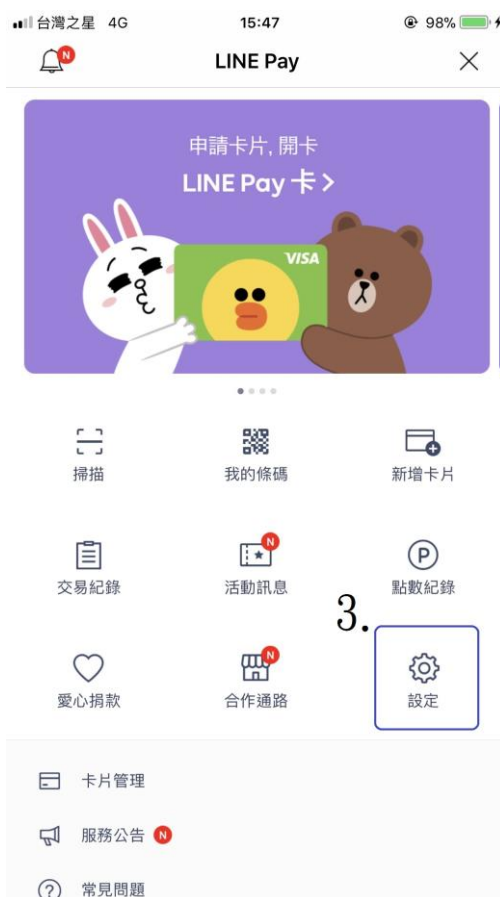 台灣之星 4G 15:47 98%
N LINE Pay
申請卡片, 開卡
LINE Pay 卡 >
VISA
掃描 我的條碼 新增卡片
N P
交易紀錄 活動訊息 點數紀錄
3.
N
愛心捐款 合作通路 設定
卡片管理
服務公告 N
? 常見問題